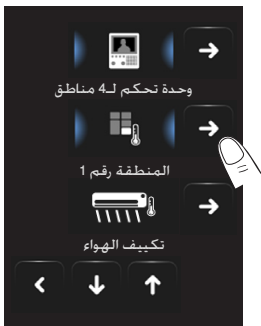 وحدة تحكم لـ4 مناطق
المنطقة رقم 1
تكييف الهواء